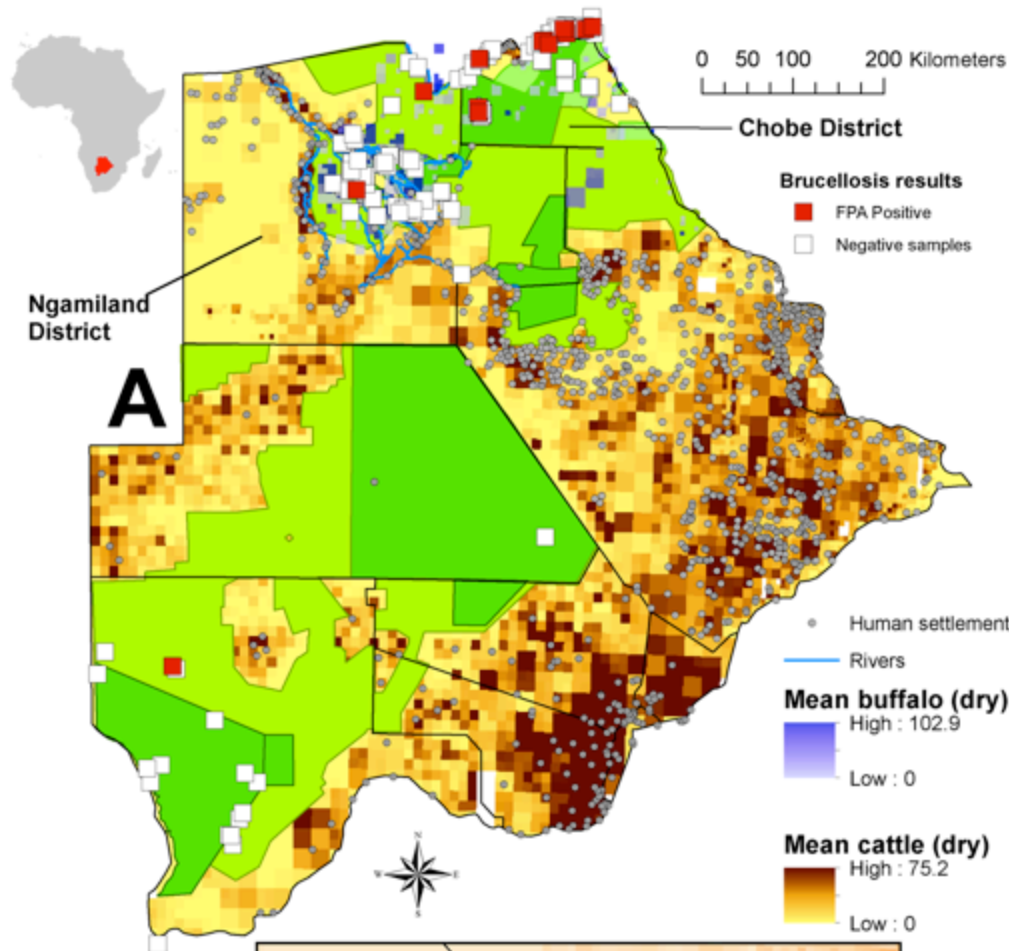 0 50 100 200 Kilometers
Chobe District
Brucellosis results
FPA Positive
Negative samples
Ngamiland
District
A
Human settlement
Rivers
Mean buffalo (dry)
High : 102.9
Low : 0
Mean cattle (dry)
High : 75.2
Low : 0
N
W E
S